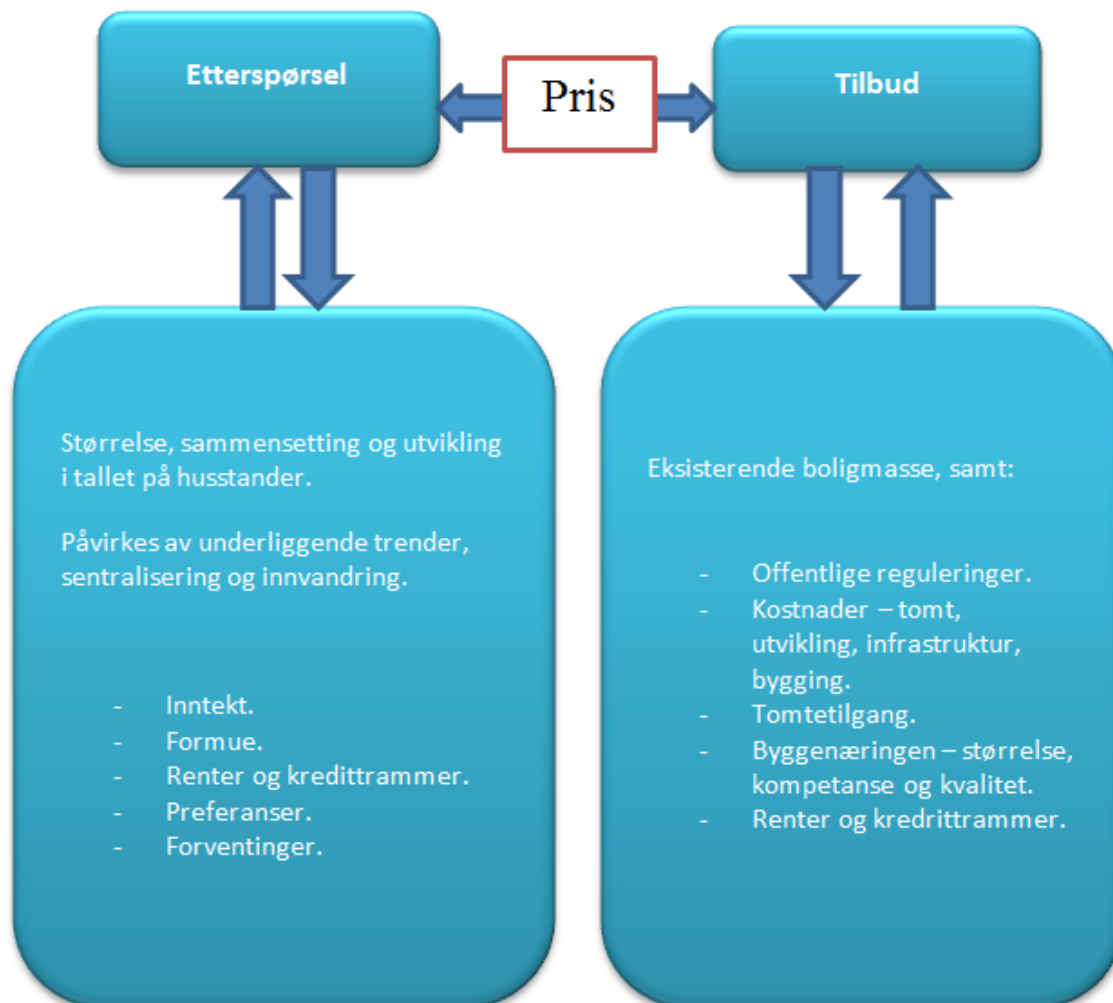 Etterspørsel
Pris
Tilbud
Størrelse, sammensetting og utvikling
i tallet på husstander.
Påvirkes av underliggende trender,
sentralisering og innvandring.
- Inntekt.
- Formue.
- Renter og kredittrammer.
- Preferanser.
- Forventinger.
Eksisterende boligmasse, samt:
- Offentlige reguleringer.
- Kostnader – tomt,
utvikling, infrastruktur,
bygging.
- Tomtetilgang.
- Byggenæringen – størrelse,
kompetanse og kvalitet.
- Renter og kredrittrammer.